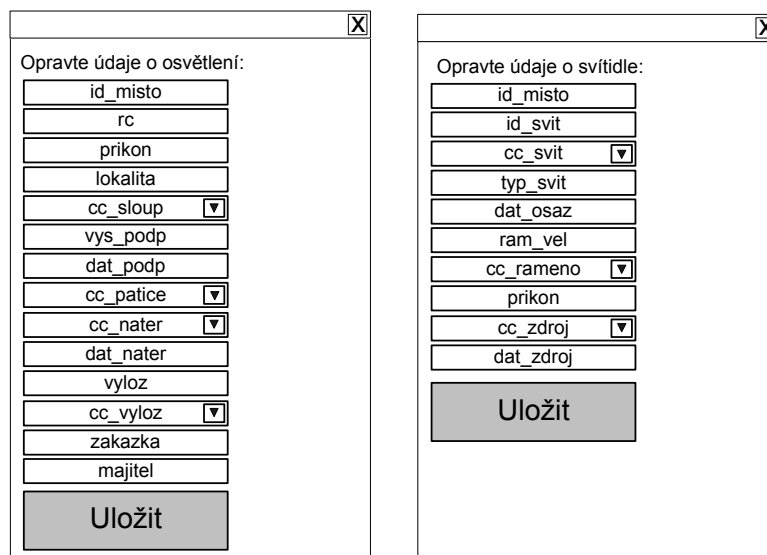 X
Opravte údaje o osvětlení:
id_misto
rc
prikon
lokalita
cc_sloup
vys_podp
dat_podp
cc_patice
cc_nater
dat_nater
vyloz
cc_vyloz
zakazka
majitel
Uložit
X
Opravte údaje o svítidle:
id_misto
id_svit
cc_svit
typ_svit
dat_osaz
ram_vel
cc_rameno
prikon
cc_zdroj
dat_zdroj
Uložit